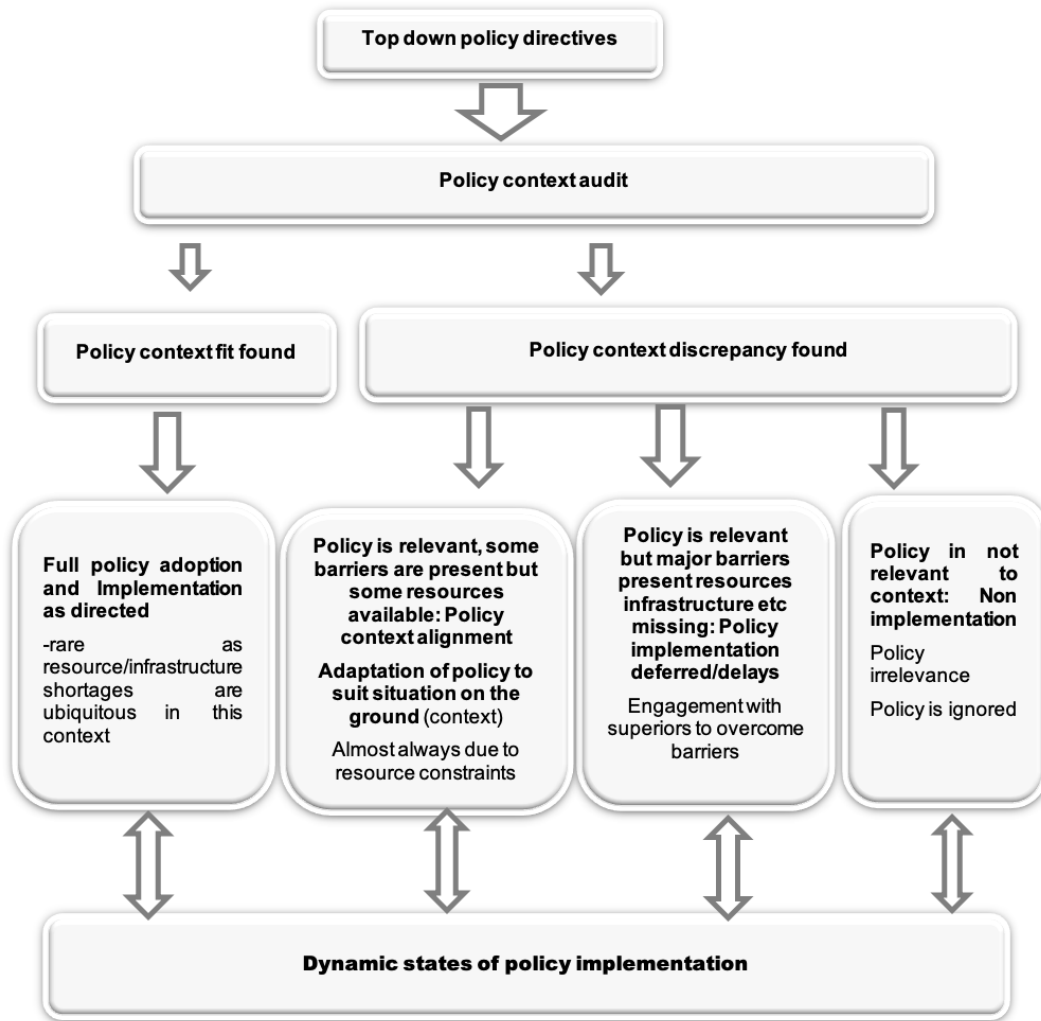 Top down policy directives
Policy context audit
Policy context fit found
Policy context discrepancy found
Full policy adoption
and Implementation
as directed
-rare as
resource/infrastructure
shortages are
ubiquitous in this
context
Policy is relevant, some
barriers are present but
some resources
available: Policy
context alignment
Adaptation of policy to
suit situation on the
ground (context)
Almost always due to
resource constraints
Policy is relevant
but major barriers
present resources
infrastructure etc
missing: Policy
implementation
deferred/delays
Engagement with
superiors to overcome
barriers
Policy in not
relevant to
context: Non
implementation
Policy
irrelevance
Policy is ignored
Dynamic states of policy implementation